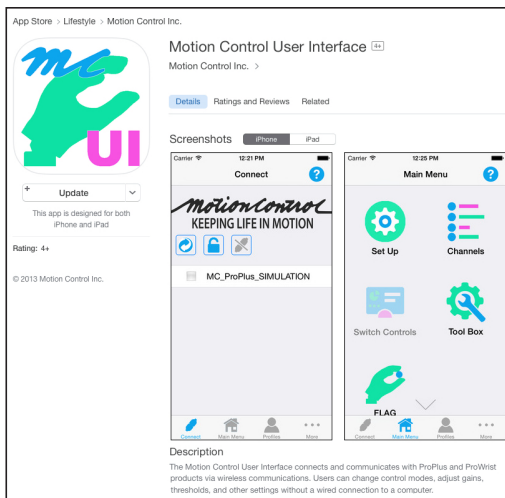 App Store > Lifestyle > Motion Control Inc.
MC
UI
Motion Control User Interface 4+
Motion Control Inc. >
Details Ratings and Reviews Related
Screenshots iPhone iPad
+ Update
This app is designed for both
iPhone and iPad
Rating: 4+
© 2013 Motion Control Inc.
Carrier 12:21 PM
Connect ?
Motion Control
KEEPING LIFE IN MOTION
MC_ProPlus_SIMULATION
Connect Main Menu Profiles More
Carrier 12:25 PM
Main Menu ?
Set Up Channels
Switch Controls Tool Box
FLAG
Connect Main Menu Profiles More
Description
The Motion Control User Interface connects and communicates with ProPlus and ProWrist
products via wireless communications. Users can change control modes, adjust gains,
thresholds, and other settings without a wired connection to a computer.